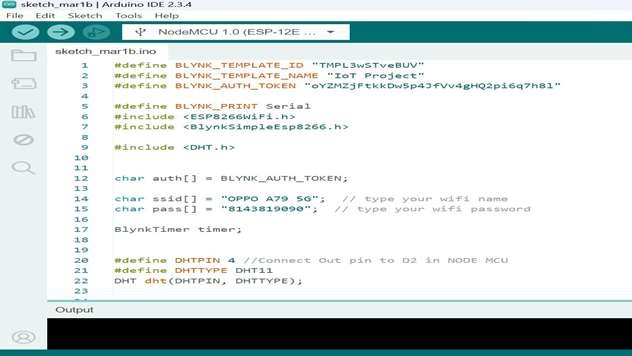 sketch_mar1b | Arduino IDE 2.3.4
File Edit Sketch Tools Help
NodeMCU 1.0 (ESP-12E ...
sketch_mar1b.ino
1 #define BLYNK_TEMPLATE_ID "TMPL3wSTveBUV"
2 #define BLYNK_TEMPLATE_NAME "IoT Project"
3 #define BLYNK_AUTH_TOKEN "oYZMZjFtkkDw5p4JfVv4gHQ2pi6q7h8l"
4
5 #define BLYNK_PRINT Serial
6 #include <ESP8266WiFi.h>
7 #include <BlynkSimpleEsp8266.h>
8
9 #include <DHT.h>
10
11
12 char auth[] = BLYNK_AUTH_TOKEN;
13
14 char ssid[] = "OPPO A79 5G"; // type your wifi name
15 char pass[] = "8143819090"; // type your wifi password
16
17 BlynkTimer timer;
18
19
20 #define DHTPIN 4 //Connect Out pin to D2 in NODE MCU
21 #define DHTTYPE DHT11
22 DHT dht(DHTPIN, DHTTYPE);
23
Output